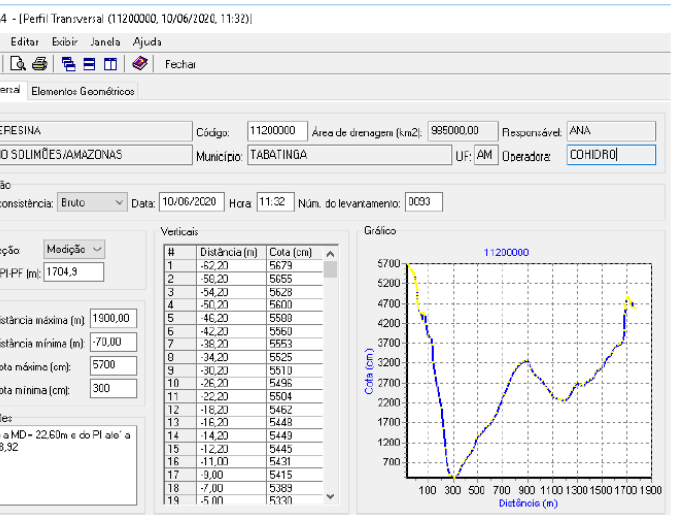 4 - [Perfil Transversal (11200000, 10/06/2020, 11:32)]
Editar Exibir Janela Ajuda
Fechar
ersal Elementos Geométricos
ERESINA Código: 11200000 Área de drenagem (km2): 985000,00 Responsável: ANA
IO SOLIMÕES/AMAZONAS Município: TABATINGA UF: AM Operadora: COHIDRO
ão
consistência: Bruto Data: 10/06/2020 Hora: 11:32 Núm. do levantamento: 0093
eção: Medição
PI-PF (m): 1704,9
istância máxima (m): 1900,00
istância mínima (m): -70,00
ota máxima (cm): 5700
ota mínima (cm): 300
ões
a MD= 22,60m e do PI ate´ a
8,92
Verticais
# Distância (m) Cota (cm)
1 -62,20 5679
2 -58,20 5655
3 -54,20 5628
4 -50,20 5600
5 -46,20 5588
6 -42,20 5560
7 -38,20 5553
8 -34,20 5525
9 -30,20 5510
10 -26,20 5496
11 -22,20 5504
12 -18,20 5462
13 -16,20 5448
14 -14,20 5449
15 -12,20 5445
16 -11,00 5431
17 -9,00 5415
18 -7,00 5389
19 -5,00 5330
Gráfico
11200000
5700
5200
4700
4200
3700
3200
2700
2200
1700
1200
700
Cota (cm)
100 300 500 700 900 1100 1300 1500 1700 1900
Distância (m)